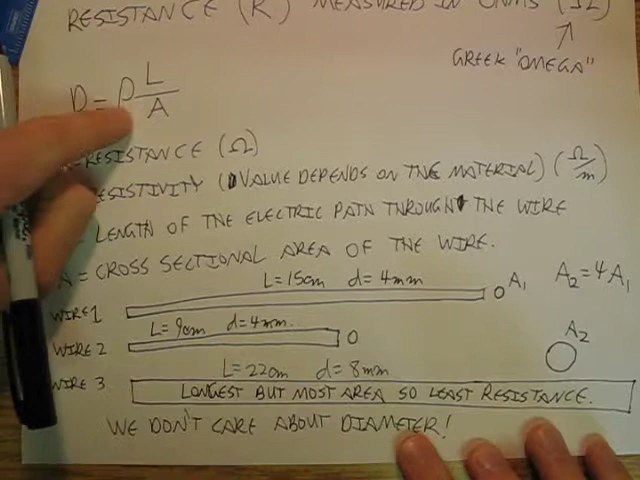 RESISTANCE (R) MEASURED IN OHMS (Ω)
GREEK "OMEGA"
R = ρ L/A
RESISTANCE (Ω)
RESISTIVITY (VALUE DEPENDS ON THE MATERIAL) (Ω/m)
= LENGTH OF THE ELECTRIC PATH THROUGH THE WIRE
A = CROSS SECTIONAL AREA OF THE WIRE.
L=15cm d=4mm A₁ A₂=4A₁
WIRE 1
L=9cm d=4mm. A₂
WIRE 2
L=22cm d=8mm
WIRE 3 LONGEST BUT MOST AREA SO LEAST RESISTANCE.
WE DON'T CARE ABOUT DIAMETER!